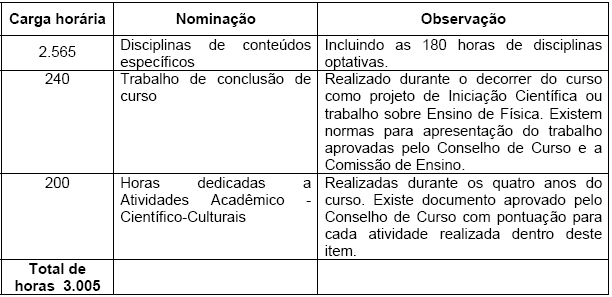 Carga horária Nominação Observação
2.565 Disciplinas de conteúdos específicos Incluindo as 180 horas de disciplinas optativas.
240 Trabalho de conclusão de curso Realizado durante o decorrer do curso como projeto de Iniciação Científica ou trabalho sobre Ensino de Física. Existem normas para apresentação do trabalho aprovadas pelo Conselho de Curso e a Comissão de Ensino.
200 Horas dedicadas a Atividades Acadêmico - Científico-Culturais Realizadas durante os quatro anos do curso. Existe documento aprovado pelo Conselho de Curso com pontuação para cada atividade realizada dentro deste item.
Total de horas 3.005